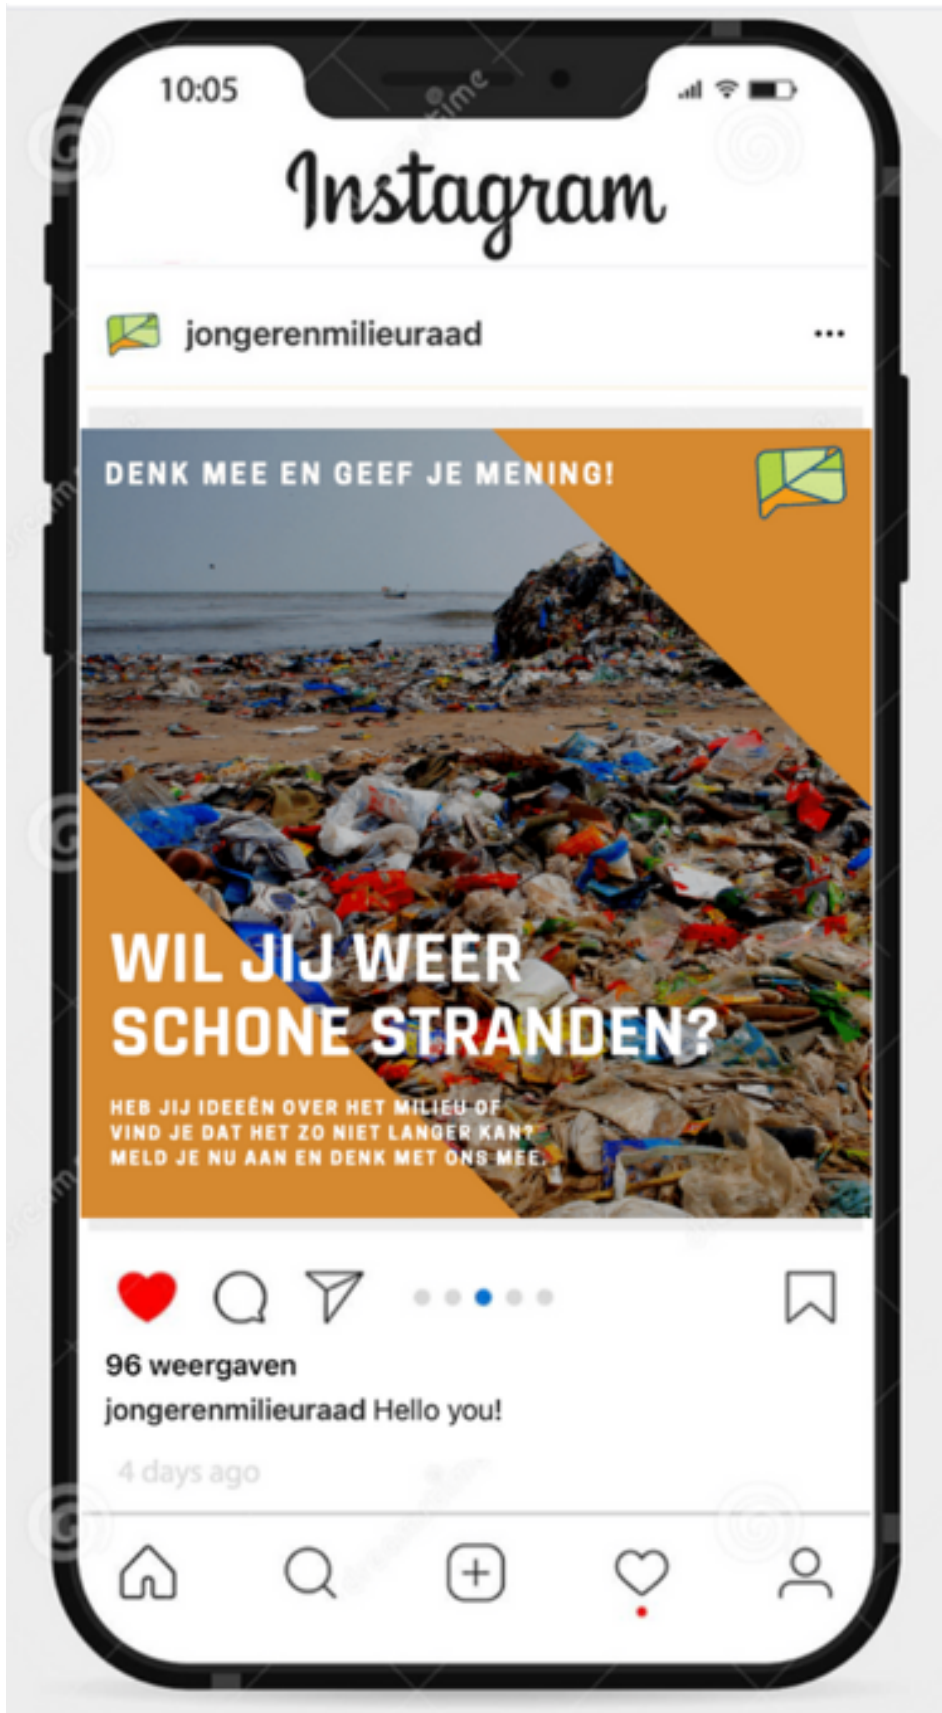 10:05
Instagram
jongerenmilieuraad
DENK MEE EN GEEF JE MENING!
WIL JIJ WEER
SCHONE STRANDEN?
HEB JIJ IDEEËN OVER HET MILIEU OF
VIND JE DAT HET ZO NIET LANGER KAN?
MELD JE NU AAN EN DENK MET ONS MEE.
96 weergaven
jongerenmilieuraad Hello you!
4 days ago